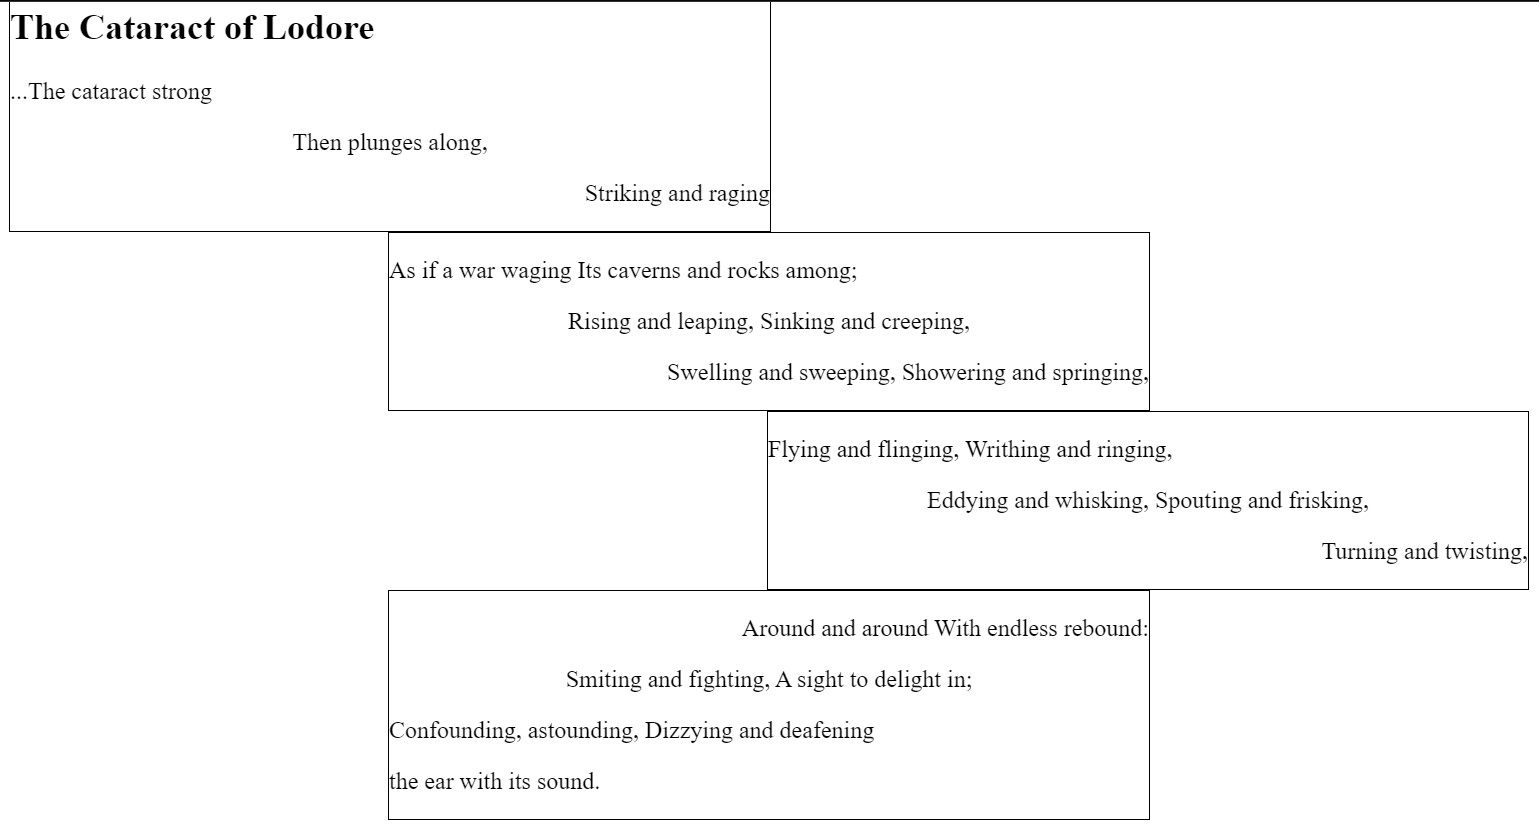 The Cataract of Lodore
...The cataract strong
Then plunges along,
Striking and raging
As if a war waging Its caverns and rocks among;
Rising and leaping, Sinking and creeping,
Swelling and sweeping, Showering and springing,
Flying and flinging, Writhing and ringing,
Eddying and whisking, Spouting and frisking,
Turning and twisting,
Around and around With endless rebound:
Smiting and fighting, A sight to delight in;
Confounding, astounding, Dizzying and deafening
the ear with its sound.